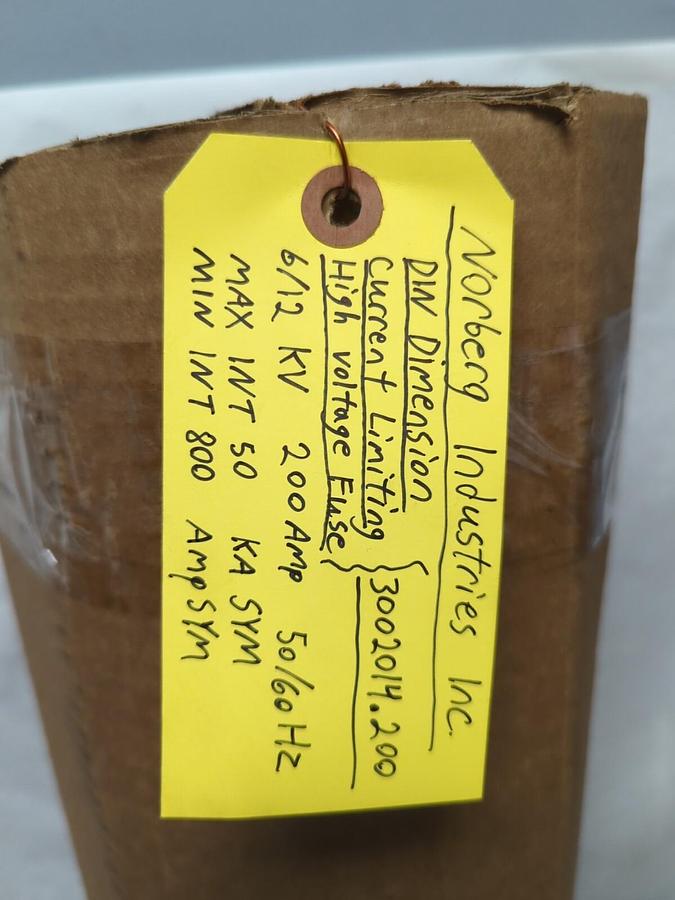 Norberg Industries Inc.
DIN Dimension
Current Limiting
High voltage Fuse
3002014.200
6/12 KV 200 Amp 50/60 Hz
MAX INT 50 KA SYM
MIN INT 800 Amp SYM